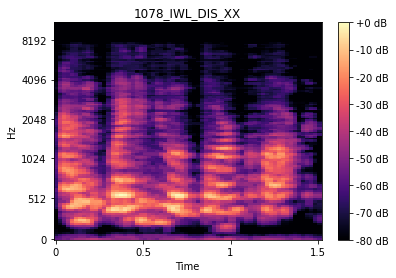 1078_IWL_DIS_XX
8192
4096
2048
1024
512
0
Hz
0
0.5
1
1.5
Time
+0 dB
-10 dB
-20 dB
-30 dB
-40 dB
-50 dB
-60 dB
-70 dB
-80 dB